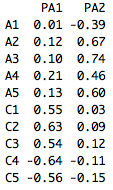 PA1 PA2
A1 0.01 -0.39
A2 0.12 0.67
A3 0.10 0.74
A4 0.21 0.46
A5 0.13 0.60
C1 0.55 0.03
C2 0.63 0.09
C3 0.54 0.12
C4 -0.64 -0.11
C5 -0.56 -0.15